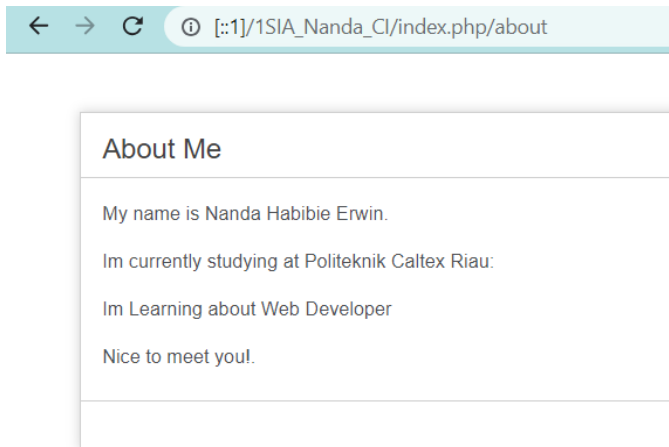 [::1]/1SIA_Nanda_CI/index.php/about
About Me
My name is Nanda Habibie Erwin.
Im currently studying at Politeknik Caltex Riau:
Im Learning about Web Developer
Nice to meet you!.